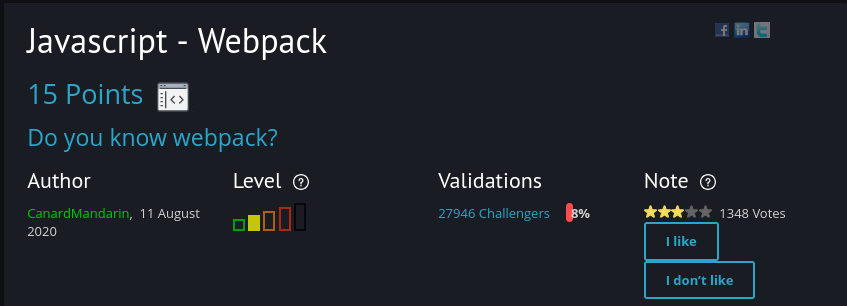 Javascript - Webpack
15 Points
Do you know webpack?
Author
Level
Validations
Note
CanardMandarin, 11 August 2020
27946 Challengers
8%
1348 Votes
I like
I don't like